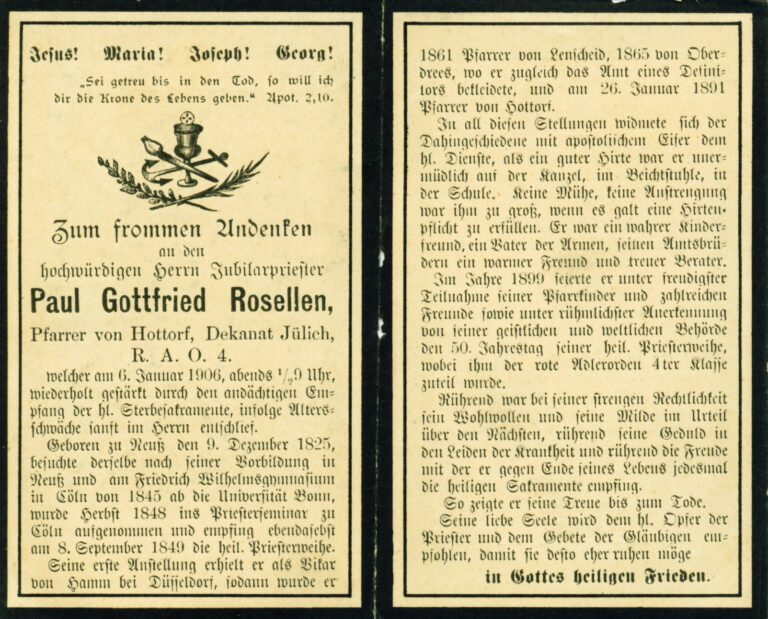 Jesus! Maria! Joseph! Georg!
„Sei getreu bis in den Tod, so will ich
dir die Krone des Lebens geben.“ Apok. 2,10.
Zum frommen Andenken
an den
hochwürdigen Herrn Jubilarpriester
Paul Gottfried Rosellen,
Pfarrer von Hottorf, Dekanat Jülich,
R. A. O. 4.
welcher am 6. Januar 1906, abends 1/29 Uhr,
wiederholt gestärkt durch den andächtigen Em-
pfang der hl. Sterbesakramente, infolge Alters-
schwäche sanft im Herrn entschlief.
Geboren zu Neuß den 9. Dezember 1825,
besuchte derselbe nach seiner Vorbildung in
Neuß und am Friedrich Wilhelmsgymnasium
in Cöln von 1845 ab die Universität Bonn,
wurde Herbst 1848 ins Priesterseminar zu
Cöln aufgenommen und empfing ebendaselbst
am 8. September 1849 die heil. Priesterweihe.
Seine erste Anstellung erhielt er als Vikar
von Hamm bei Düsseldorf, sodann wurde er
1861 Pfarrer von Lenscheid, 1865 von Ober-
drees, wo er zugleich das Amt eines Defini-
tors bekleidete, und am 26. Januar 1891
Pfarrer von Hottorf.
In all diesen Stellungen widmete sich der
Dahingeschiedene mit apostolischem Eifer dem
hl. Dienste, als ein guter Hirte war er uner-
müdlich auf der Kanzel, im Beichtstuhle, in
der Schule. Keine Mühe, keine Anstrengung
war ihm zu groß, wenn es galt eine Hirten-
pflicht zu erfüllen. Er war ein wahrer Kinder-
freund, ein Vater der Armen, seinen Amtsbrü-
dern ein warmer Freund und treuer Berater.
Im Jahre 1899 feierte er unter freudigster
Teilnahme seiner Pfarrkinder und zahlreichen
Freunde sowie unter rühmlichster Anerkennung
von seiner geistlichen und weltlichen Behörde
den 50. Jahrestag seiner heil. Priesterweihe,
wobei ihm der rote Adlerorden 4ter Klasse
zuteil wurde.
Rührend war bei seiner strengen Rechtlichkeit
sein Wohlwollen und seine Milde im Urteil
über den Nächsten, rührend seine Geduld in
den Leiden der Krankheit und rührend die Freude
mit der er gegen Ende seines Lebens jedesmal
die heiligen Sakramente empfing.
So zeigte er seine Treue bis zum Tode.
Seine liebe Seele wird dem hl. Opfer der
Priester und dem Gebete der Gläubigen em-
pfohlen, damit sie desto eher ruhen möge
in Gottes heiligen Frieden.